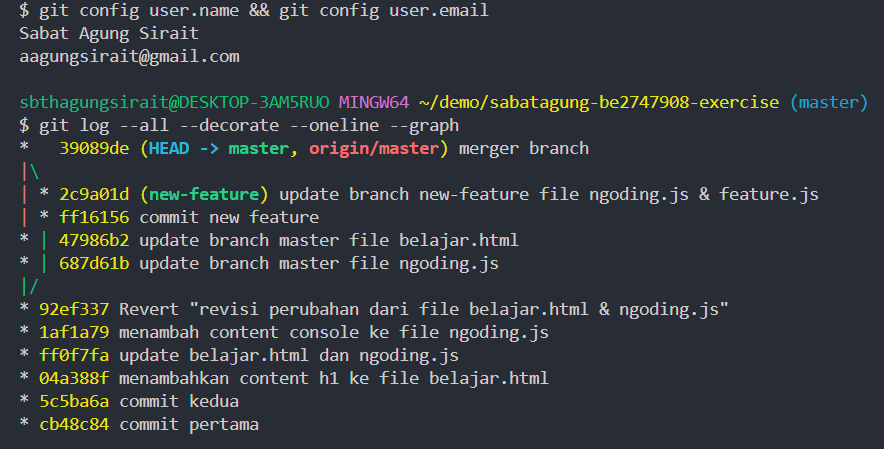 $ git config user.name && git config user.email
Sabat Agung Sirait
aagungsirait@gmail.com
sbthagungsirait@DESKTOP-3AM5RUO MINGW64 ~/demo/sabatagung-be2747908-exercise (master)
$ git log --all --decorate --oneline --graph
*   39089de (HEAD -> master, origin/master) merger branch
|\
| * 2c9a01d (new-feature) update branch new-feature file ngoding.js & feature.js
| * ff16156 commit new feature
* | 47986b2 update branch master file belajar.html
* | 687d61b update branch master file ngoding.js
|/
* 92ef337 Revert "revisi perubahan dari file belajar.html & ngoding.js"
* 1af1a79 menambah content console ke file ngoding.js
* ff0f7fa update belajar.html dan ngoding.js
* 04a388f menambahkan content h1 ke file belajar.html
* 5c5ba6a commit kedua
* cb48c84 commit pertama